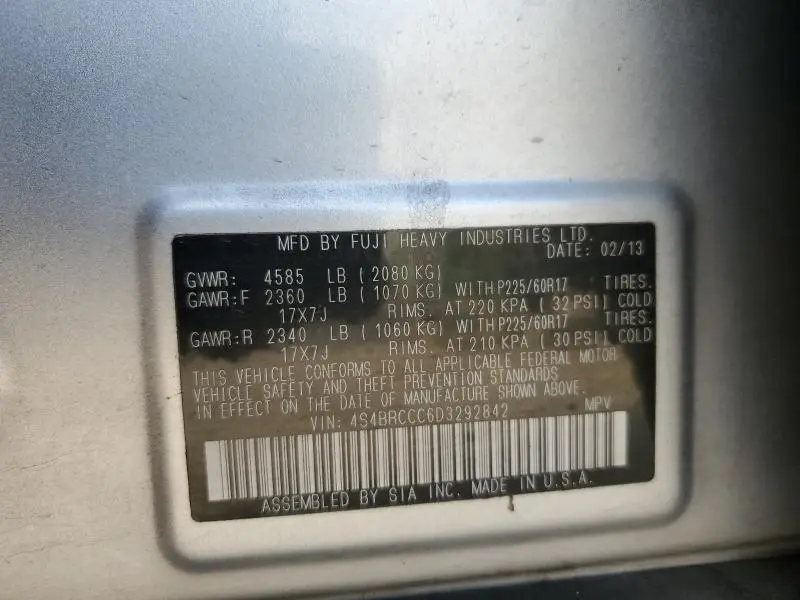 MFD BY FUJI HEAVY INDUSTRIES LTD.
DATE: 02/13
GVWR: 4585 LB ( 2080 KG)
GAWR:F 2360 LB ( 1070 KG) WITH P225/60R17 TIRES.
17X7J RIMS. AT 220 KPA ( 32 PSI) COLD
GAWR:R 2340 LB ( 1060 KG) WITH P225/60R17 TIRES.
17X7J RIMS. AT 210 KPA ( 30 PSI) COLD
THIS VEHICLE CONFORMS TO ALL APPLICABLE FEDERAL MOTOR
VEHICLE SAFETY AND THEFT PREVENTION STANDARDS
IN EFFECT ON THE DATE OF MANUFACTURE SHOWN ABOVE.
VIN: 4S4BRCCC6D3292842 MPV
ASSEMBLED BY SIA INC. MADE IN U.S.A.